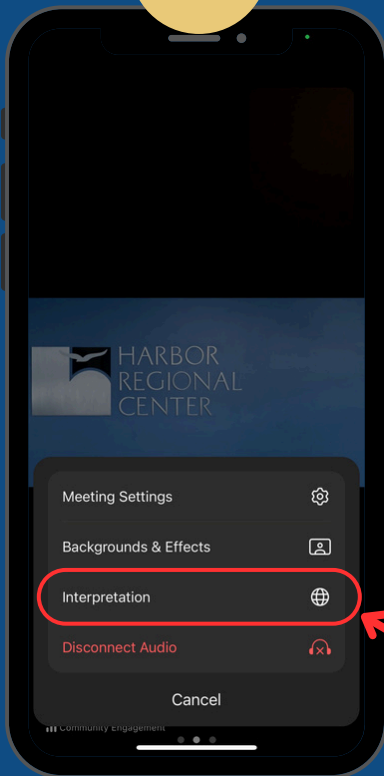 HARBOR
REGIONAL
CENTER
Meeting Settings
Backgrounds & Effects
Interpretation
Disconnect Audio
Cancel
Community Engagement